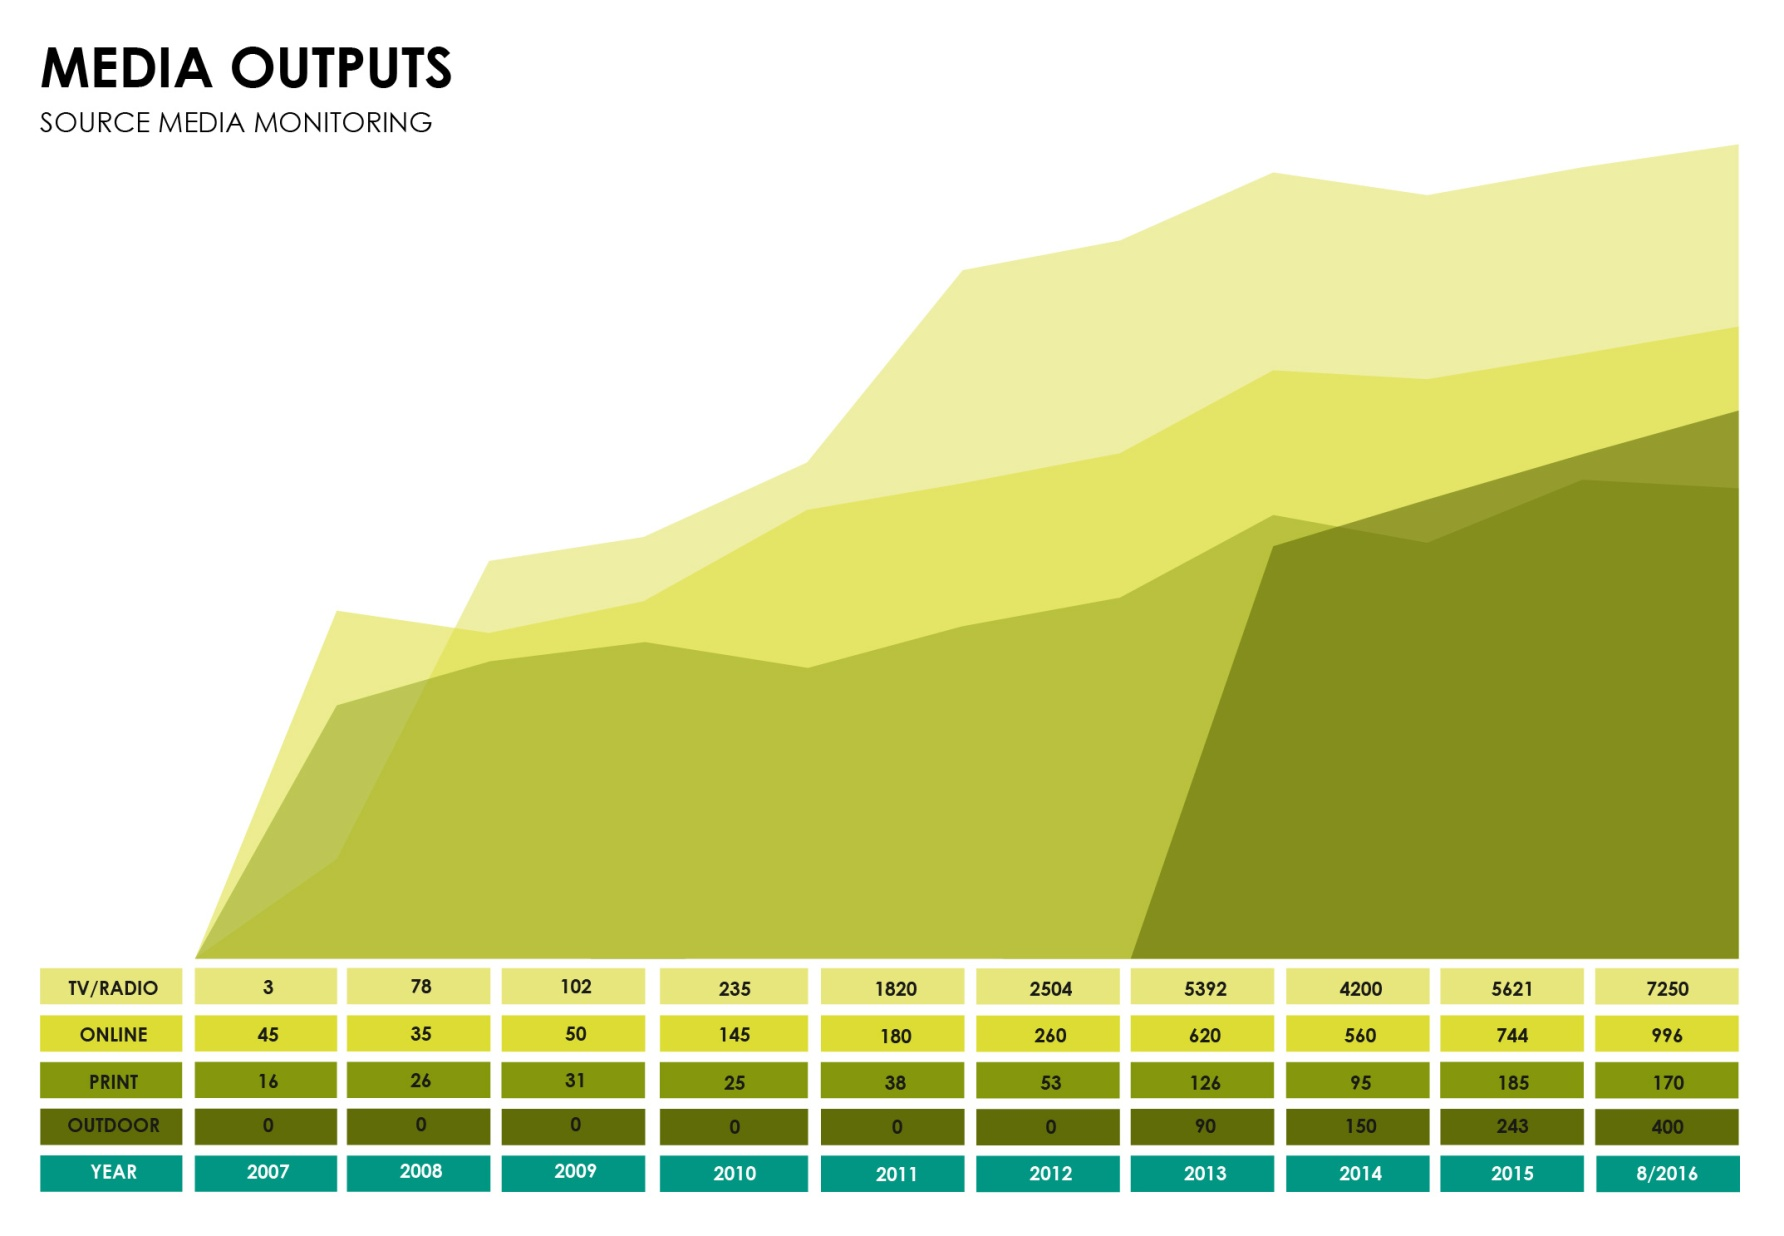 MEDIA OUTPUTS
SOURCE MEDIA MONITORING
TV/RADIO 3 78 102 235 1820 2504 5392 4200 5621 7250
ONLINE 45 35 50 145 180 260 620 560 744 996
PRINT 16 26 31 25 38 53 126 95 185 170
OUTDOOR 0 0 0 0 0 0 90 150 243 400
YEAR 2007 2008 2009 2010 2011 2012 2013 2014 2015 8/2016